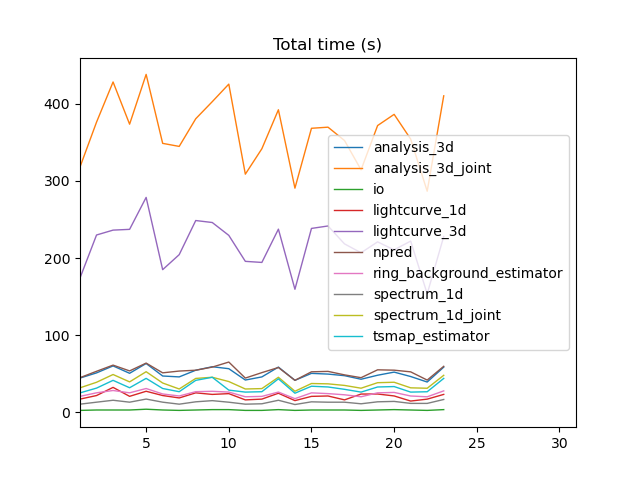 Total time (s)
400
300
200
100
0
5
10
15
20
25
30
analysis_3d
analysis_3d_joint
io
lightcurve_1d
lightcurve_3d
npred
ring_background_estimator
spectrum_1d
spectrum_1d_joint
tsmap_estimator